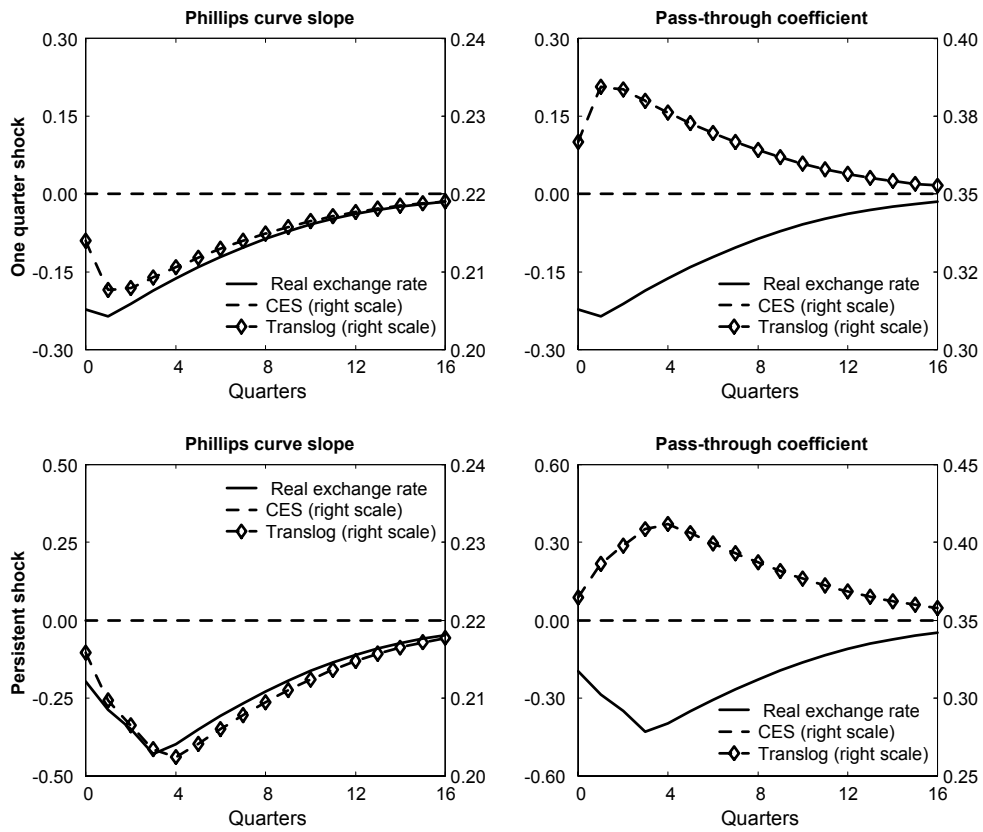 Phillips curve slope
0.30
0.15
0.00
-0.15
-0.30
0.24
0.23
0.22
0.21
0.20
One quarter shock
Real exchange rate
CES (right scale)
Translog (right scale)
0 4 8 12 16
Quarters
Pass-through coefficient
0.30
0.15
0.00
-0.15
-0.30
0.40
0.38
0.35
0.32
0.30
Real exchange rate
CES (right scale)
Translog (right scale)
0 4 8 12 16
Quarters
Phillips curve slope
0.50
0.25
0.00
-0.25
-0.50
0.24
0.23
0.22
0.21
0.20
Persistent shock
Real exchange rate
CES (right scale)
Translog (right scale)
0 4 8 12 16
Quarters
Pass-through coefficient
0.60
0.30
0.00
-0.30
-0.60
0.45
0.40
0.35
0.30
0.25
Real exchange rate
CES (right scale)
Translog (right scale)
0 4 8 12 16
Quarters